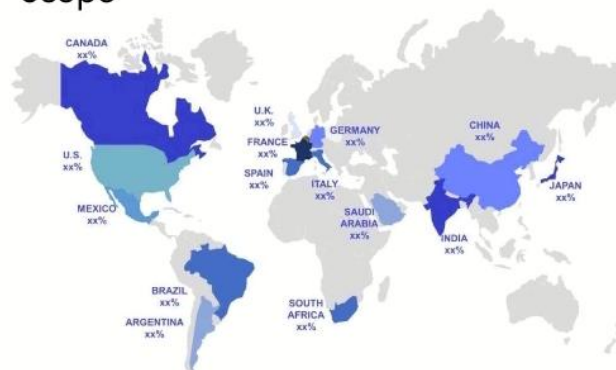 CANADA
xx%
U.S.
xx%
MEXICO
xx%
BRAZIL
xx%
ARGENTINA
xx%
U.K.
xx%
FRANCE
xx%
SPAIN
xx%
GERMANY
xx%
ITALY
xx%
SAUDI
ARABIA
xx%
SOUTH
AFRICA
xx%
CHINA
xx%
JAPAN
xx%
INDIA
xx%